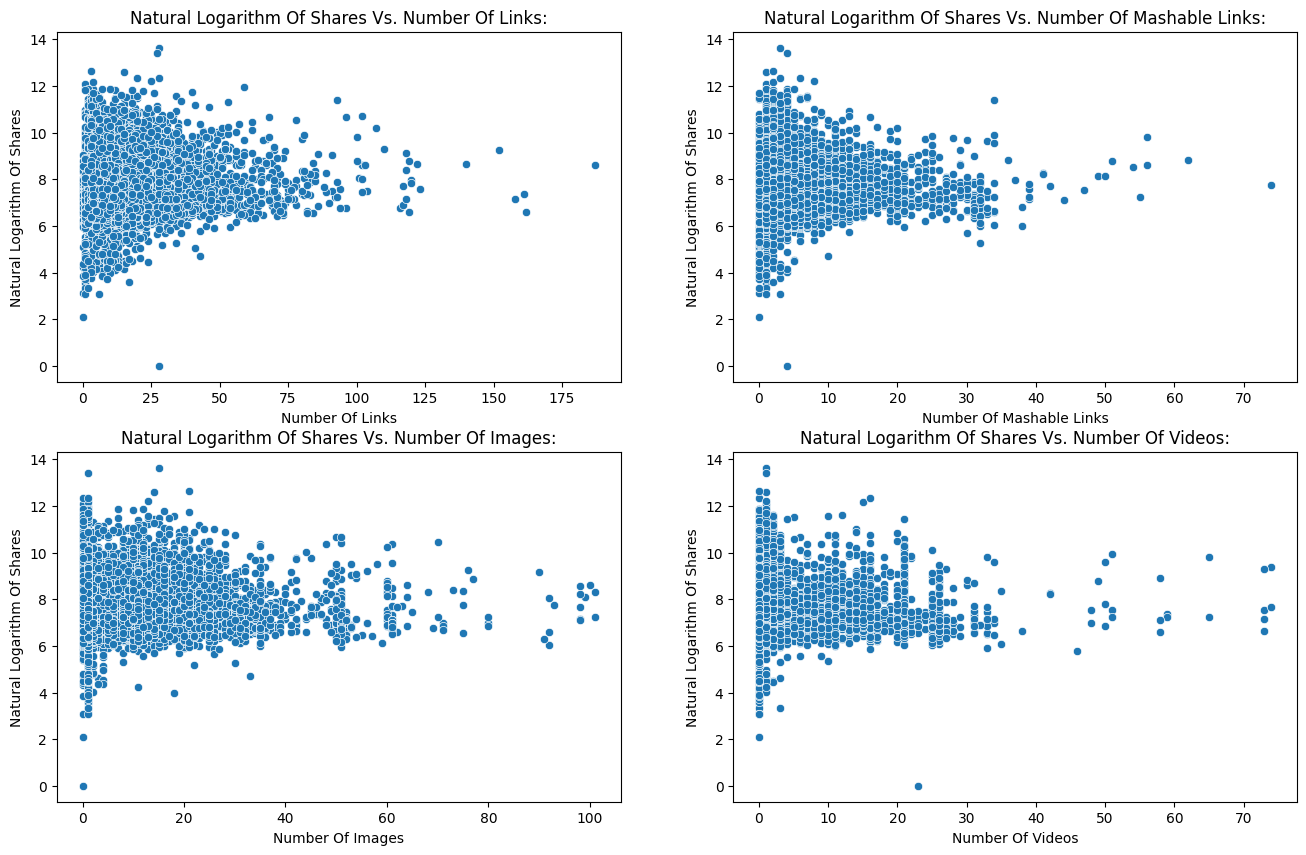 Natural Logarithm Of Shares Vs. Number Of Links:
14
12
10
8
6
4
2
0
Natural Logarithm Of Shares
0 25 50 75 100 125 150 175
Number Of Links
Natural Logarithm Of Shares Vs. Number Of Mashable Links:
14
12
10
8
6
4
2
0
Natural Logarithm Of Shares
0 10 20 30 40 50 60 70
Number Of Mashable Links
Natural Logarithm Of Shares Vs. Number Of Images:
14
12
10
8
6
4
2
0
Natural Logarithm Of Shares
0 20 40 60 80 100
Number Of Images
Natural Logarithm Of Shares Vs. Number Of Videos:
14
12
10
8
6
4
2
0
Natural Logarithm Of Shares
0 10 20 30 40 50 60 70
Number Of Videos